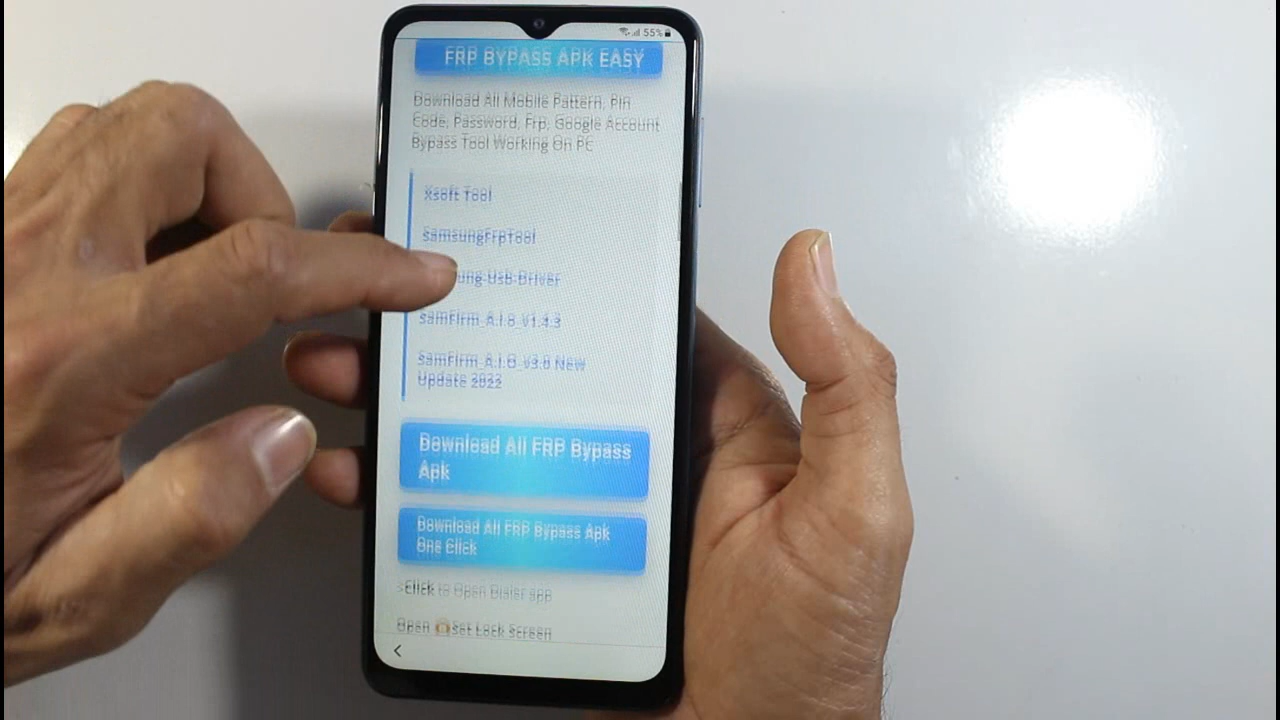 55%
FRP BYPASS APK EASY
Download All Mobile Pattern, Pin
Code, Password, Frp, Google Account
Bypass Tool Working On PC
Xsoft Tool
SamsungFrpTool
ung-Usb-Driver
SamFirm_A.I.O_v1.4.3
SamFirm_A.I.O_v3.0 New
Update 2022
Download All FRP Bypass
Apk
Download All FRP Bypass Apk
One Click
Click to Open Dialer app
Open Set Lock Screen